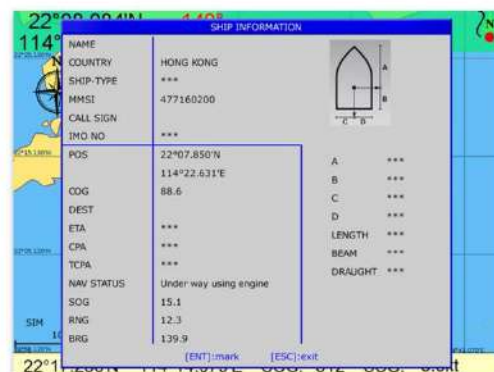 SHIP INFORMATION
NAME
COUNTRY HONG KONG
SHIP-TYPE ***
MMSI 477160200
CALL SIGN
IMO NO ***
A
B
C D
POS 22°07.850'N
114°22.631'E
COG 88.6
DEST
ETA ***
CPA ***
TCPA ***
NAV STATUS Under way using engine
SOG 15.1
RNG 12.3
BRG 139.9
A ***
B ***
C ***
D ***
LENGTH ***
BEAM ***
DRAUGHT ***
[ENT]:mark [ESC]:exit
N
SIM